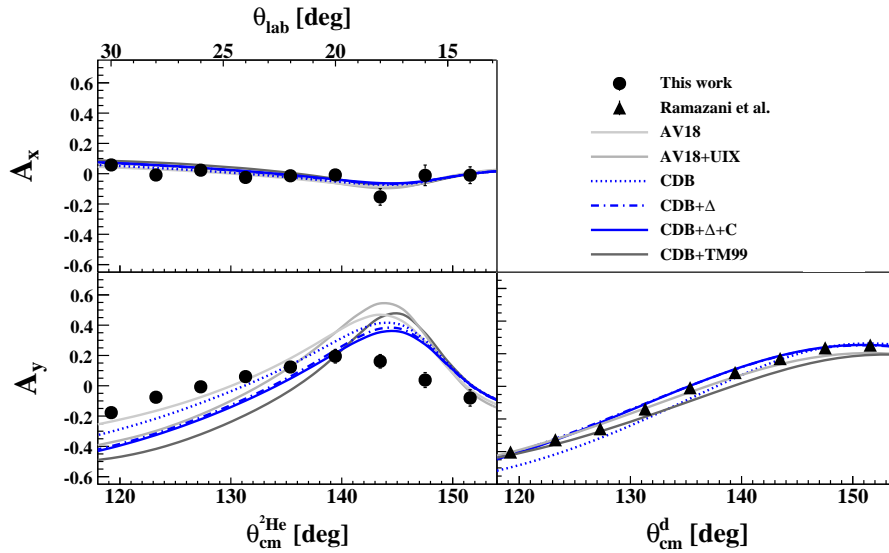 θlab [deg]
30 25 20 15
0.6
0.4
0.2
0
-0.2
-0.4
-0.6
Ax
This work
Ramazani et al.
AV18
AV18+UIX
CDB
CDB+Δ
CDB+Δ+C
CDB+TM99
0.6
0.4
0.2
0
-0.2
-0.4
-0.6
Ay
120 130 140 150
θcm^2He [deg]
120 130 140 150
θcm^d [deg]